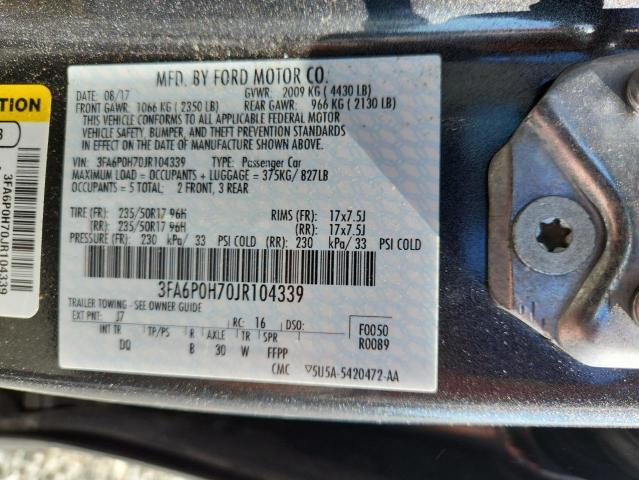 MFD. BY FORD MOTOR CO.
DATE: 08/17 GVWR: 2009 KG ( 4430 LB)
FRONT GAWR: 1066 KG ( 2350 LB) REAR GAWR: 966 KG ( 2130 LB)
THIS VEHICLE CONFORMS TO ALL APPLICABLE FEDERAL MOTOR
VEHICLE SAFETY, BUMPER, AND THEFT PREVENTION STANDARDS
IN EFFECT ON THE DATE OF MANUFACTURE SHOWN ABOVE.
VIN: 3FA6P0H70JR104339 TYPE: Passenger Car
MAXIMUM LOAD = OCCUPANTS + LUGGAGE = 375KG/ 827LB
OCCUPANTS = 5 TOTAL: 2 FRONT, 3 REAR
TIRE (FR): 235/50R17 96H RIMS (FR): 17x7.5J
(RR): 235/50R17 96H (RR): 17x7.5J
PRESSURE (FR): 230 kPa/ 33 PSI COLD (RR): 230 kPa/ 33 PSI COLD
3FA6P0H70JR104339
TRAILER TOWING - SEE OWNER GUIDE
EXT PNT: J7 RC: 16 DSO: F0050
INT TR TP/PS R AXLE TR SPR R0089
DQ B 30 W FFPP
CMC 5U5A-5420472-AA
3FA6P0H70JR104339